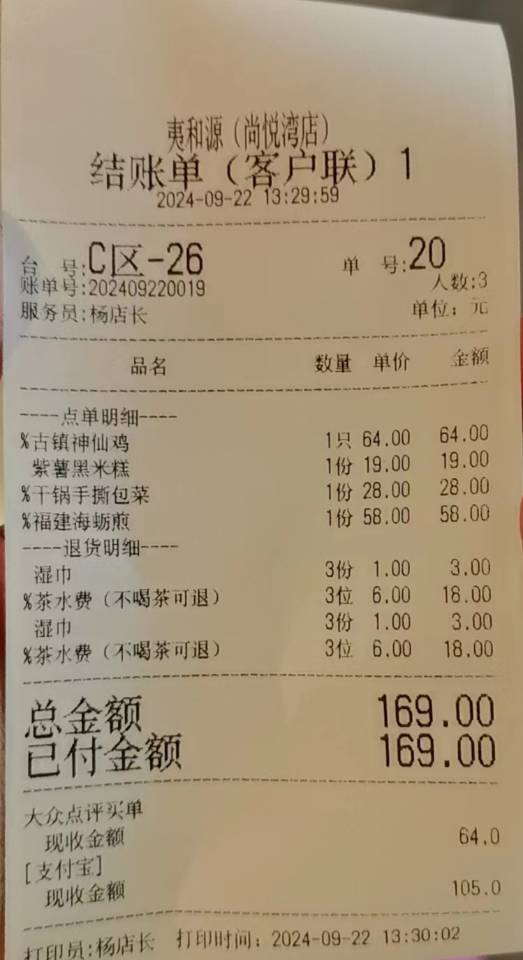 夷和源（尚悦湾店）
结账单（客户联）1
2024-09-22 13:29:59
台 号:C区-26 单 号:20
账单号:202409220019 人数:3
服务员:杨店长 单位：元
品名 数量 单价 金额
----点单明细----
%古镇神仙鸡 1只 64.00 64.00
紫薯黑米糕 1份 19.00 19.00
%干锅手撕包菜 1份 28.00 28.00
%福建海蛎煎 1份 58.00 58.00
----退货明细----
湿巾 3份 1.00 3.00
%茶水费（不喝茶可退） 3位 6.00 18.00
湿巾 3份 1.00 3.00
%茶水费（不喝茶可退） 3位 6.00 18.00
总金额 169.00
已付金额 169.00
大众点评买单
现收金额 64.0
[支付宝]
现收金额 105.0
打印员:杨店长 打印时间：2024-09-22 13:30:02